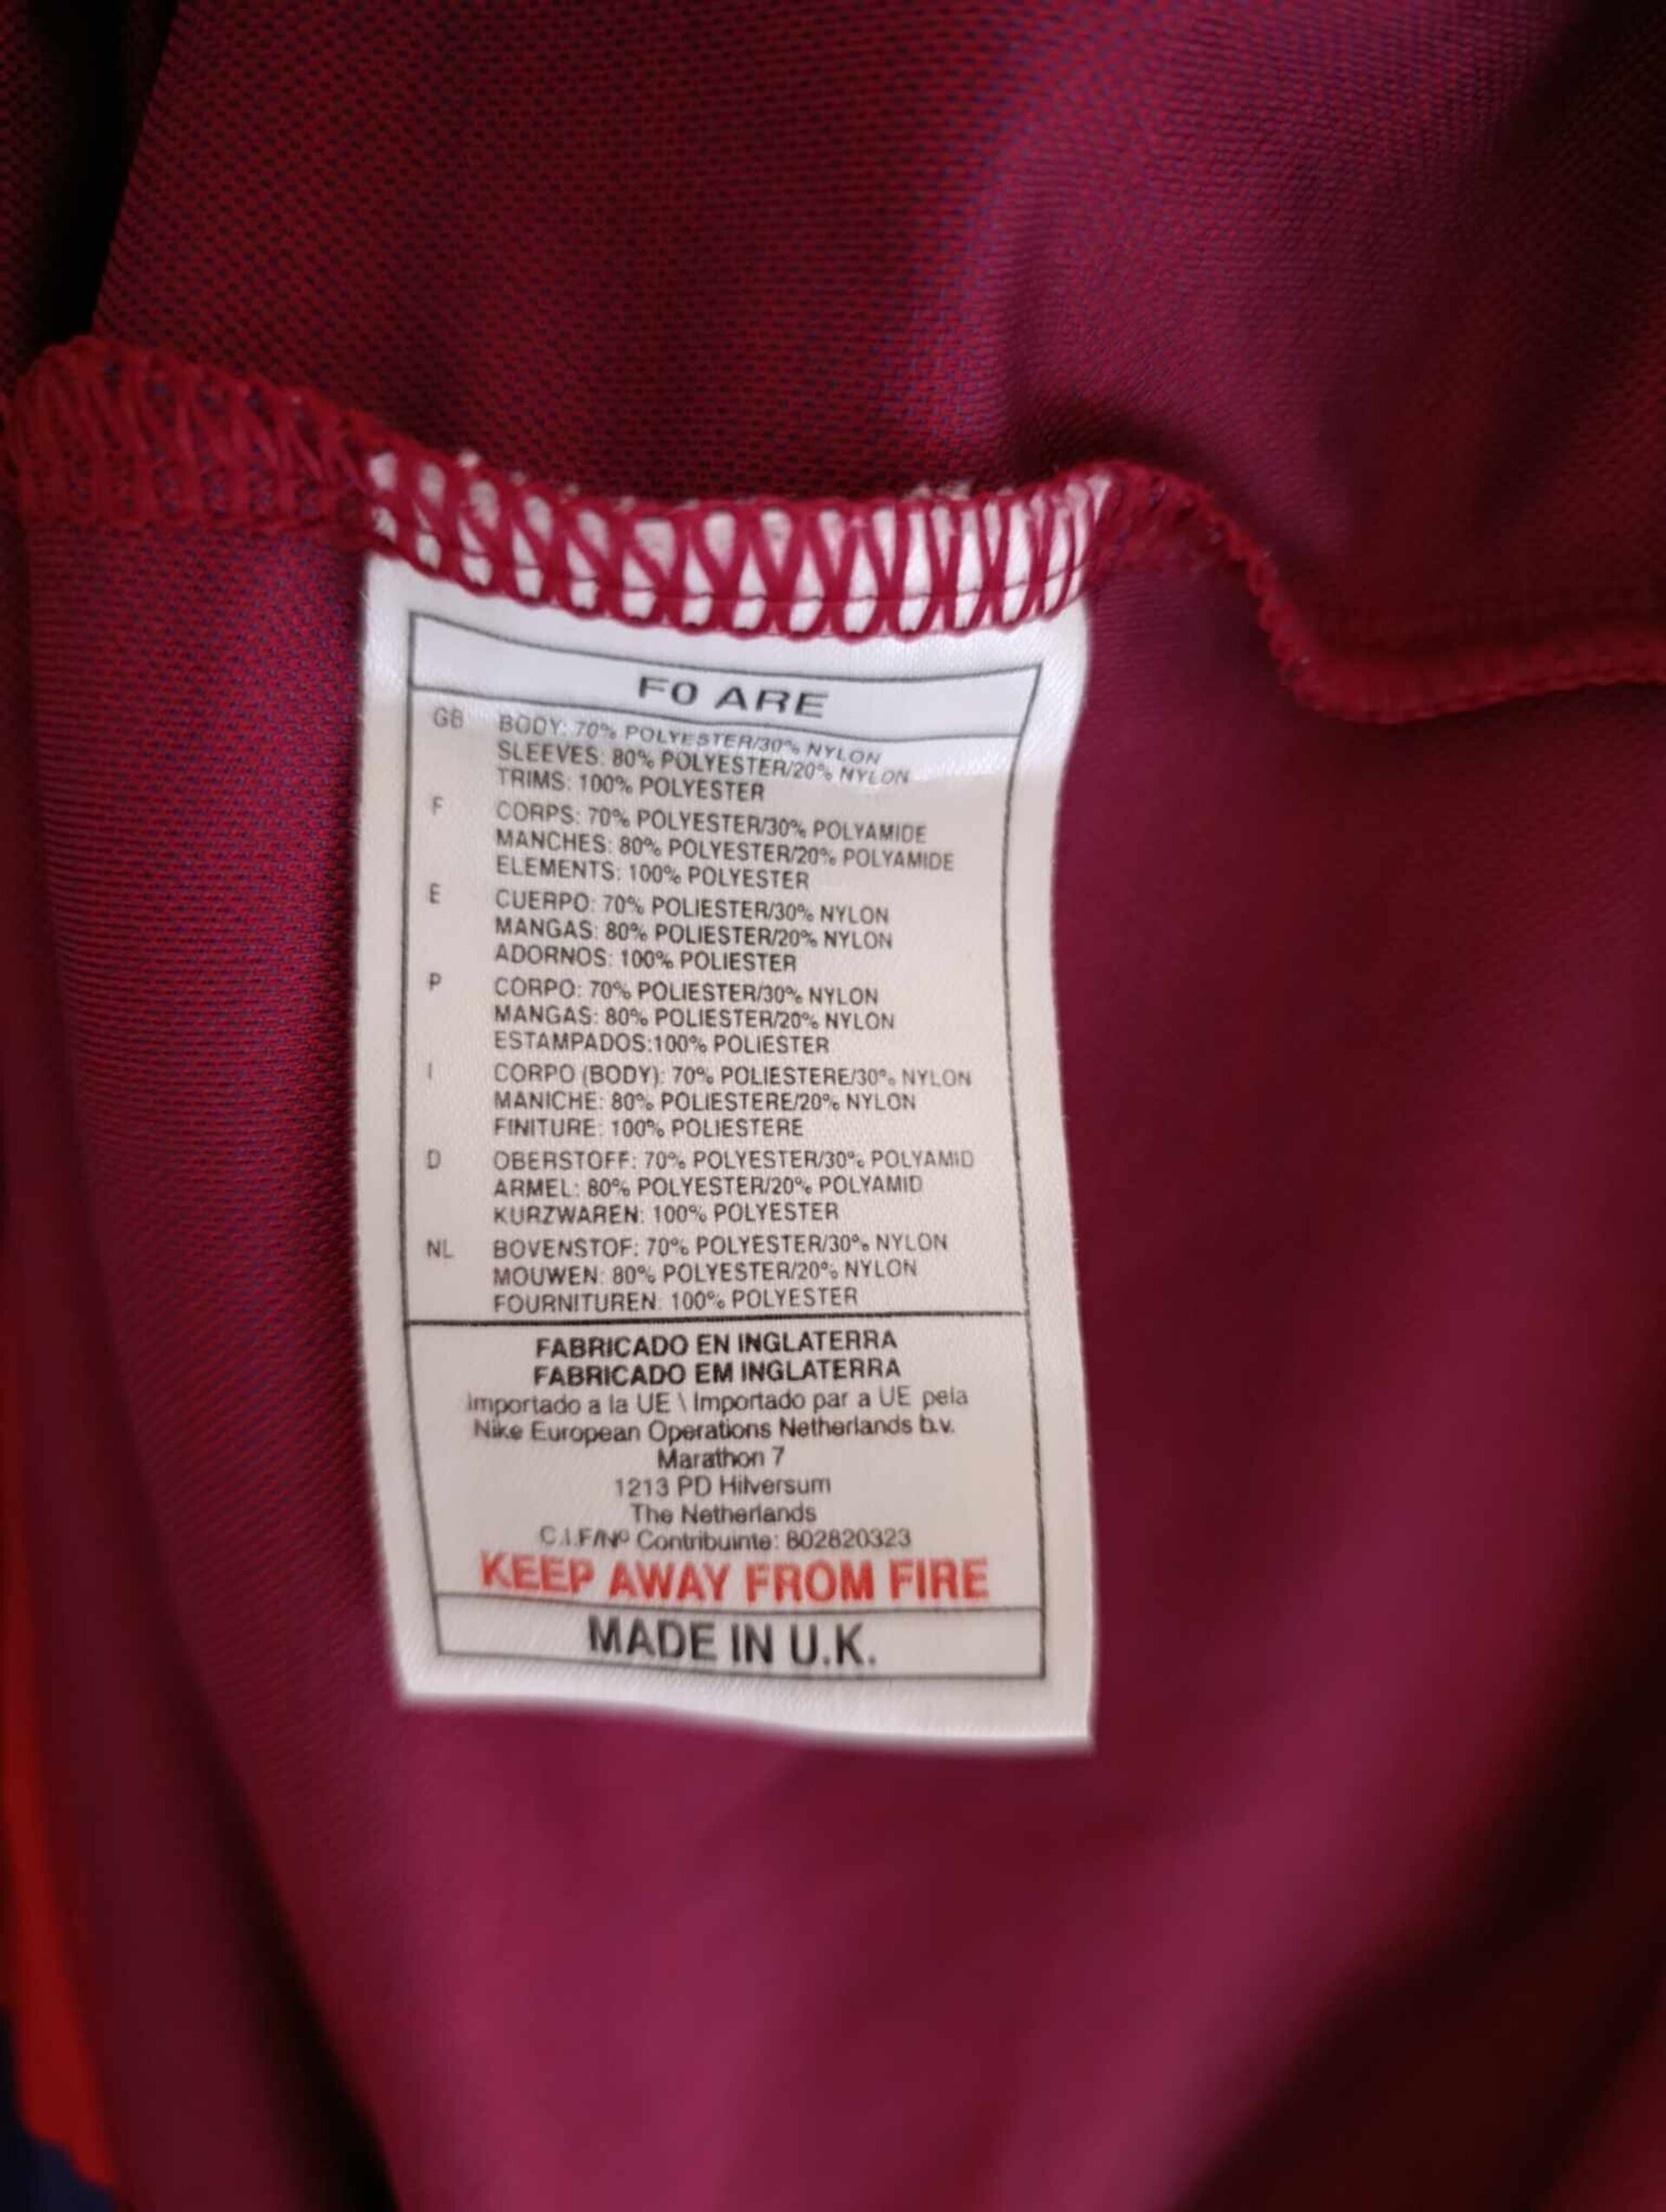 F0 ARE
GB BODY: 70% POLYESTER/30% NYLON
SLEEVES: 80% POLYESTER/20% NYLON
TRIMS: 100% POLYESTER
F CORPS: 70% POLYESTER/30% POLYAMIDE
MANCHES: 80% POLYESTER/20% POLYAMIDE
ELEMENTS: 100% POLYESTER
E CUERPO: 70% POLIESTER/30% NYLON
MANGAS: 80% POLIESTER/20% NYLON
ADORNOS: 100% POLIESTER
P CORPO: 70% POLIESTER/30% NYLON
MANGAS: 80% POLIESTER/20% NYLON
ESTAMPADOS:100% POLIESTER
I CORPO (BODY): 70% POLIESTERE/30% NYLON
MANICHE: 80% POLIESTERE/20% NYLON
FINITURE: 100% POLIESTERE
D OBERSTOFF: 70% POLYESTER/30% POLYAMID
ARMEL: 80% POLYESTER/20% POLYAMID
KURZWAREN: 100% POLYESTER
NL BOVENSTOF: 70% POLYESTER/30% NYLON
MOUWEN: 80% POLYESTER/20% NYLON
FOURNITUREN: 100% POLYESTER
FABRICADO EN INGLATERRA
FABRICADO EM INGLATERRA
Importado a la UE \ Importado par a UE pela
Nike European Operations Netherlands b.v.
Marathon 7
1213 PD Hilversum
The Netherlands
C.I.F/Nº Contribuinte: 802820323
KEEP AWAY FROM FIRE
MADE IN U.K.